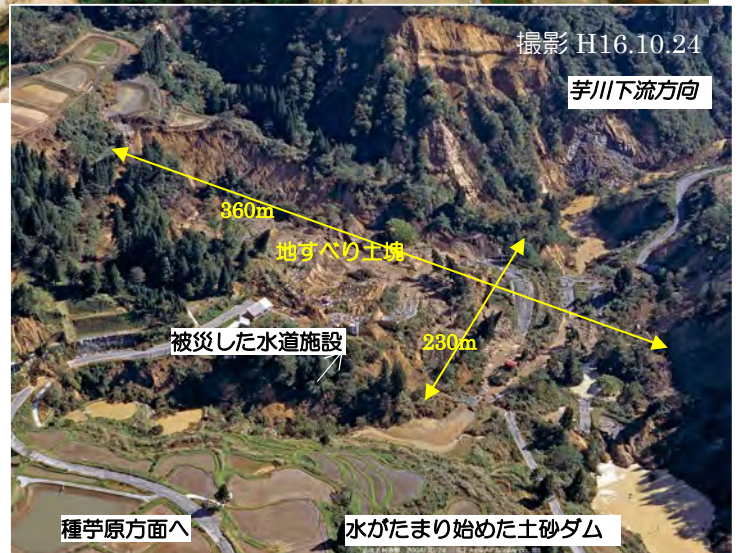 撮影 H16.10.24
芋川下流方向
360m
地すべり土塊
被災した水道施設
230m
種苧原方面へ
水がたまり始めた土砂ダム